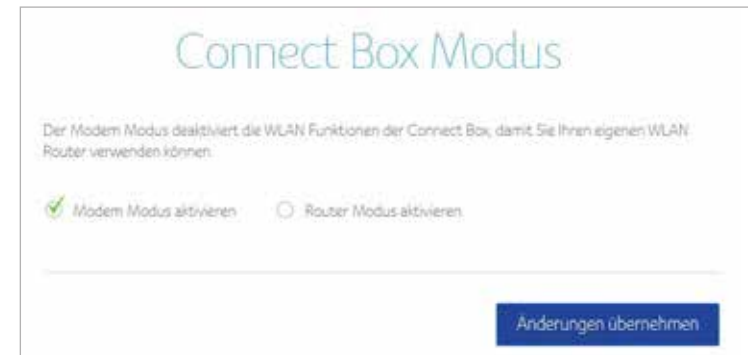 Connect Box Modus
Der Modem Modus deaktiviert die WLAN Funktionen der Connect Box, damit Sie Ihren eigenen WLAN
Router verwenden können.
Modem Modus aktivieren Router Modus aktivieren
Änderungen übernehmen